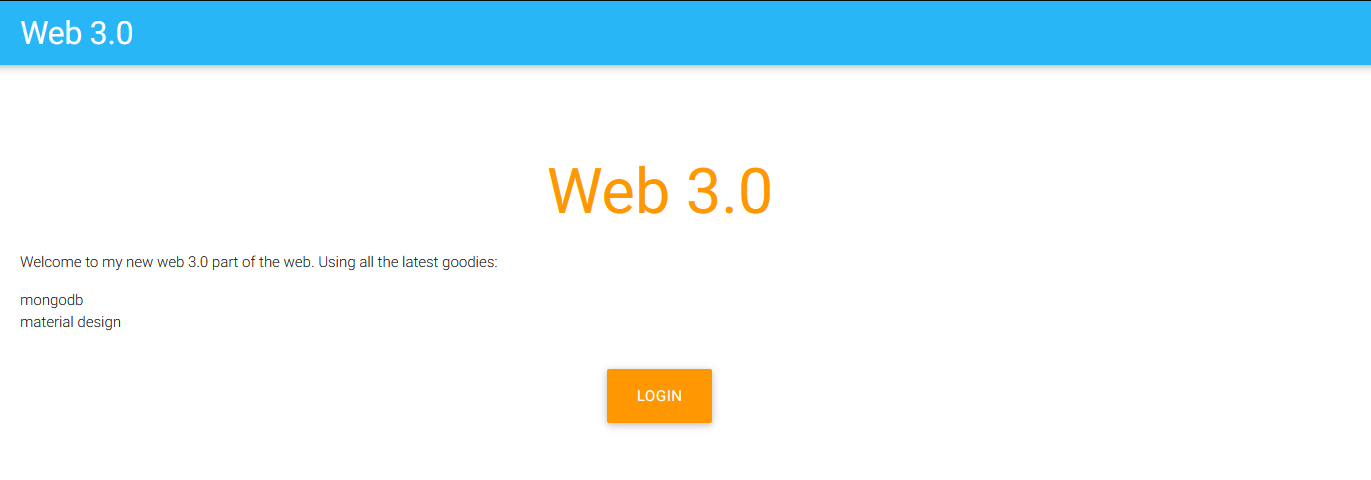 Web 3.0
Web 3.0
Welcome to my new web 3.0 part of the web. Using all the latest goodies:
mongodb
material design
LOGIN